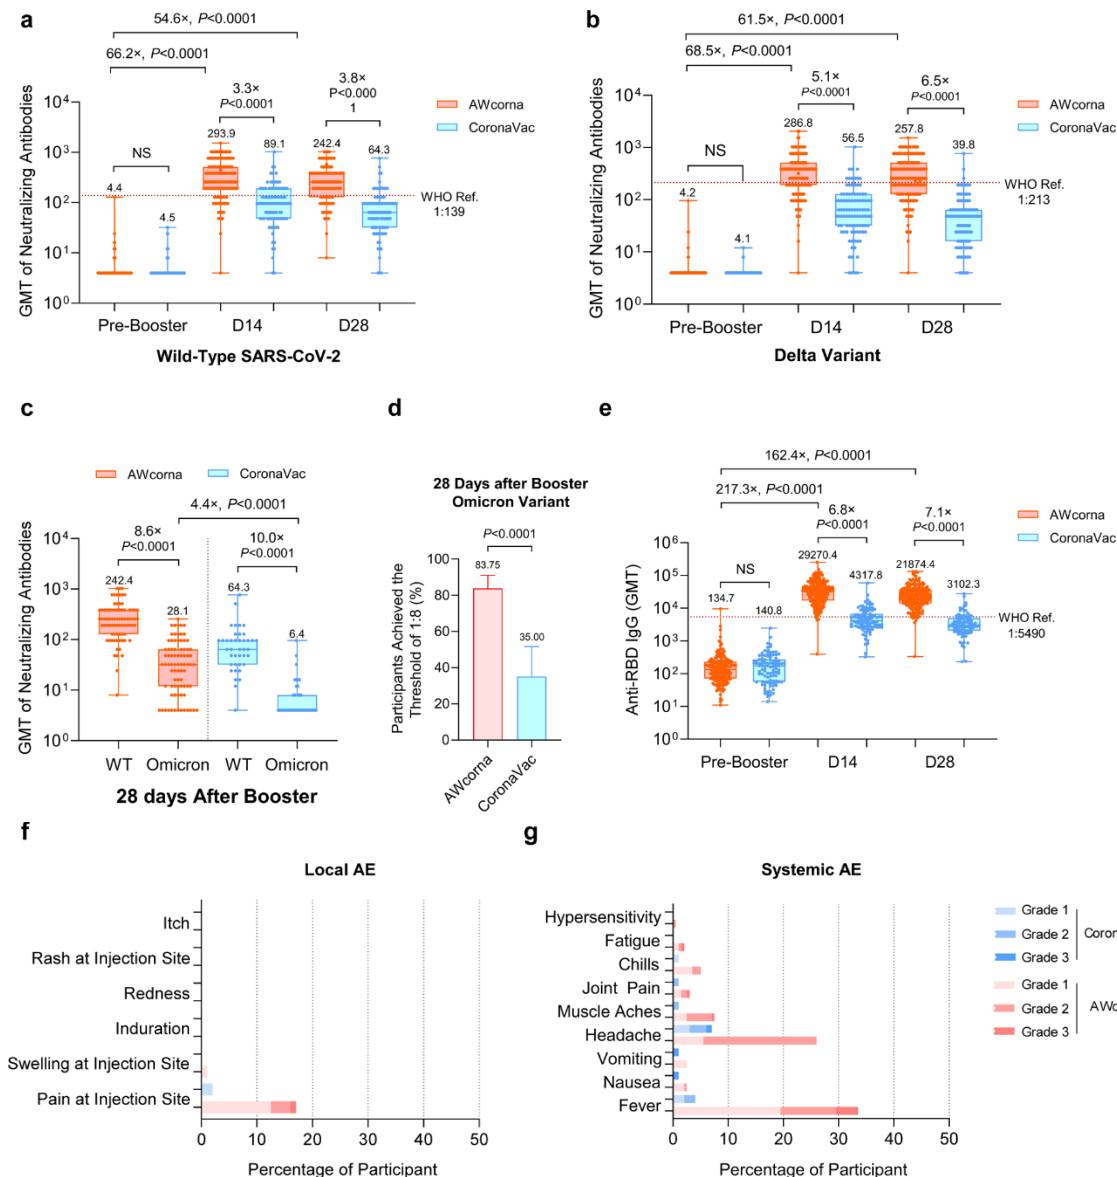 a
54.6×, P<0.0001
66.2×, P<0.0001
3.3×
P<0.0001
3.8×
P<0.000
1
NS
GMT of Neutralizing Antibodies
10⁴
10³
10²
10¹
10⁰
4.4
4.5
293.9
89.1
242.4
64.3
AWcorna
CoronaVac
WHO Ref.
1:139
Pre-Booster
D14
D28
Wild-Type SARS-CoV-2
b
61.5×, P<0.0001
68.5×, P<0.0001
5.1×
P<0.0001
6.5×
P<0.0001
NS
GMT of Neutralizing Antibodies
10⁴
10³
10²
10¹
10⁰
4.2
4.1
286.8
56.5
257.8
39.8
AWcorna
CoronaVac
WHO Ref.
1:213
Pre-Booster
D14
D28
Delta Variant
c
AWcorna
CoronaVac
4.4×, P<0.0001
8.6×
P<0.0001
10.0×
P<0.0001
GMT of Neutralizing Antibodies
10⁴
10³
10²
10¹
10⁰
242.4
28.1
64.3
6.4
WT
Omicron
WT
Omicron
28 days After Booster
d
28 Days after Booster
Omicron Variant
P<0.0001
83.75
35.00
Participants Achieved the
Threshold of 1:8 (%)
100
80
60
40
20
0
AWcorna
CoronaVac
e
162.4×, P<0.0001
217.3×, P<0.0001
6.8×
P<0.0001
7.1×
P<0.0001
NS
Anti-RBD IgG (GMT)
10⁶
10⁵
10⁴
10³
10²
10¹
10⁰
134.7
140.8
29270.4
4317.8
21874.4
3102.3
AWcorna
CoronaVac
WHO Ref.
1:5490
Pre-Booster
D14
D28
f
Local AE
Itch
Rash at Injection Site
Redness
Induration
Swelling at Injection Site
Pain at Injection Site
0 10 20 30 40 50
Percentage of Participant
g
Systemic AE
Hypersensitivity
Fatigue
Chills
Joint Pain
Muscle Aches
Headache
Vomiting
Nausea
Fever
0 10 20 30 40 50
Percentage of Participant
Grade 1
Grade 2
Grade 3
Coron
Grade 1
Grade 2
Grade 3